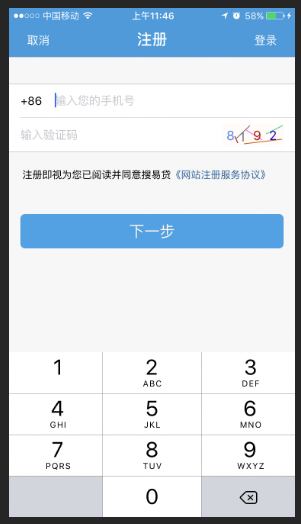 中国移动 上午11:46 58%
取消 注册 登录
+86 输入您的手机号
输入验证码 8192
注册即视为您已阅读并同意搜易贷《网站注册服务协议》
下一步
1 2 3
ABC DEF
4 5 6
GHI JKL MNO
7 8 9
PQRS TUV WXYZ
0